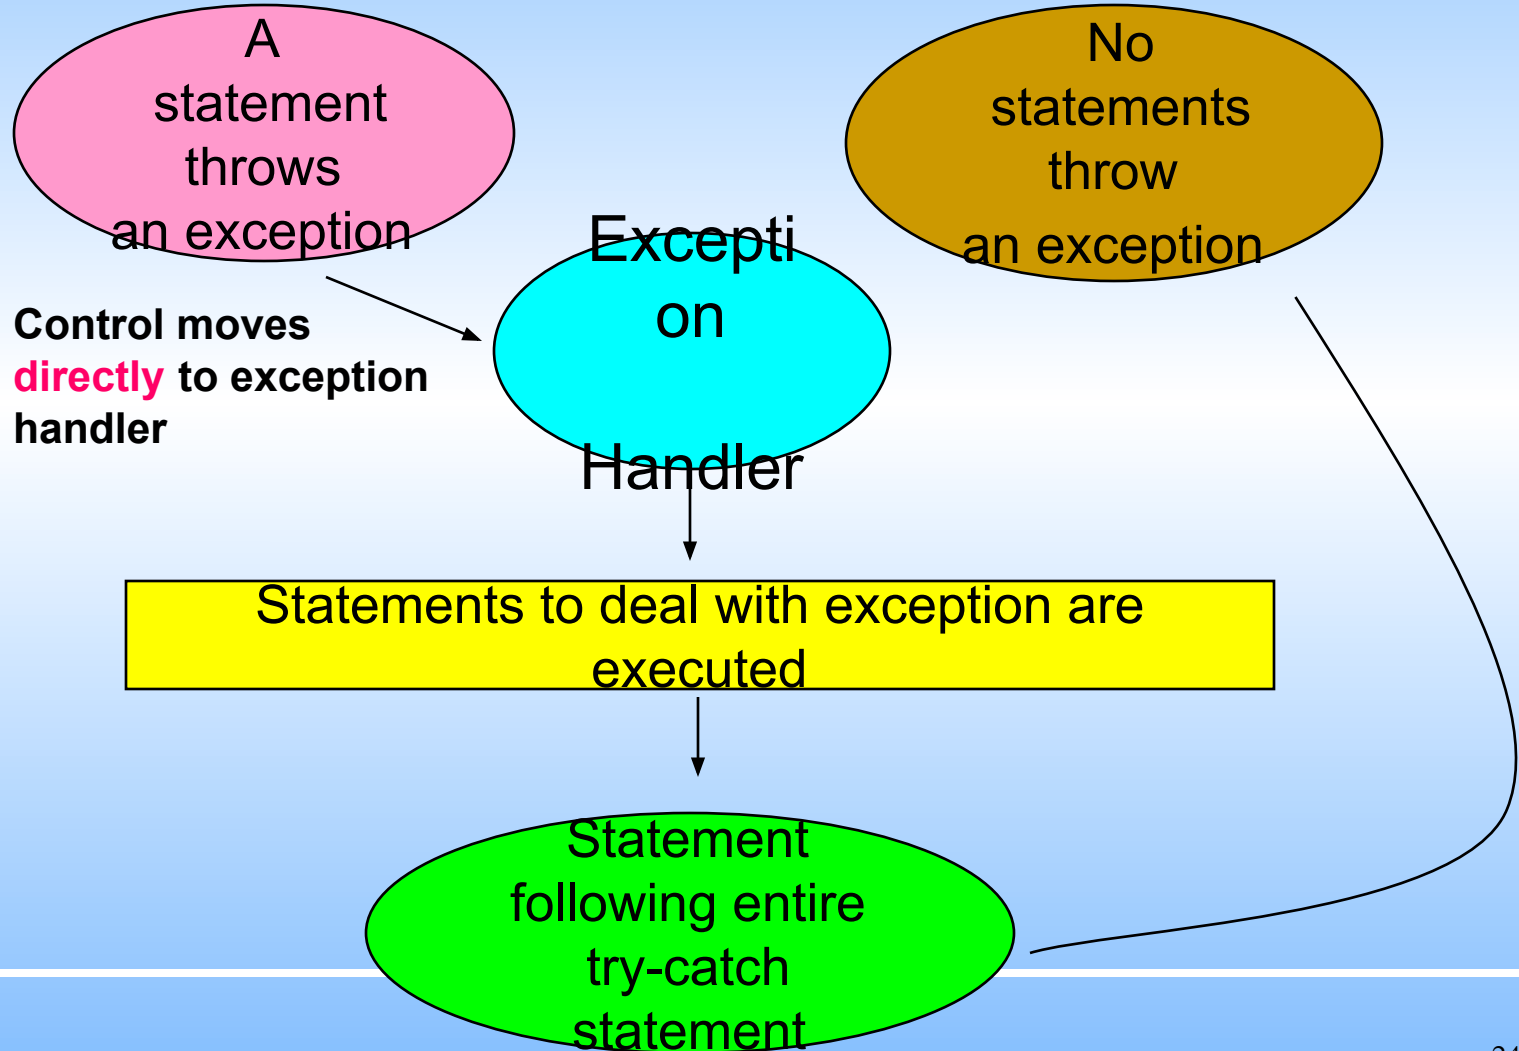 A
statement
throws
an exception
No
statements
throw
an exception
Excepti
on
Handler
Control moves
directly to exception
handler
Statements to deal with exception are
executed
Statement
following entire
try-catch
statement